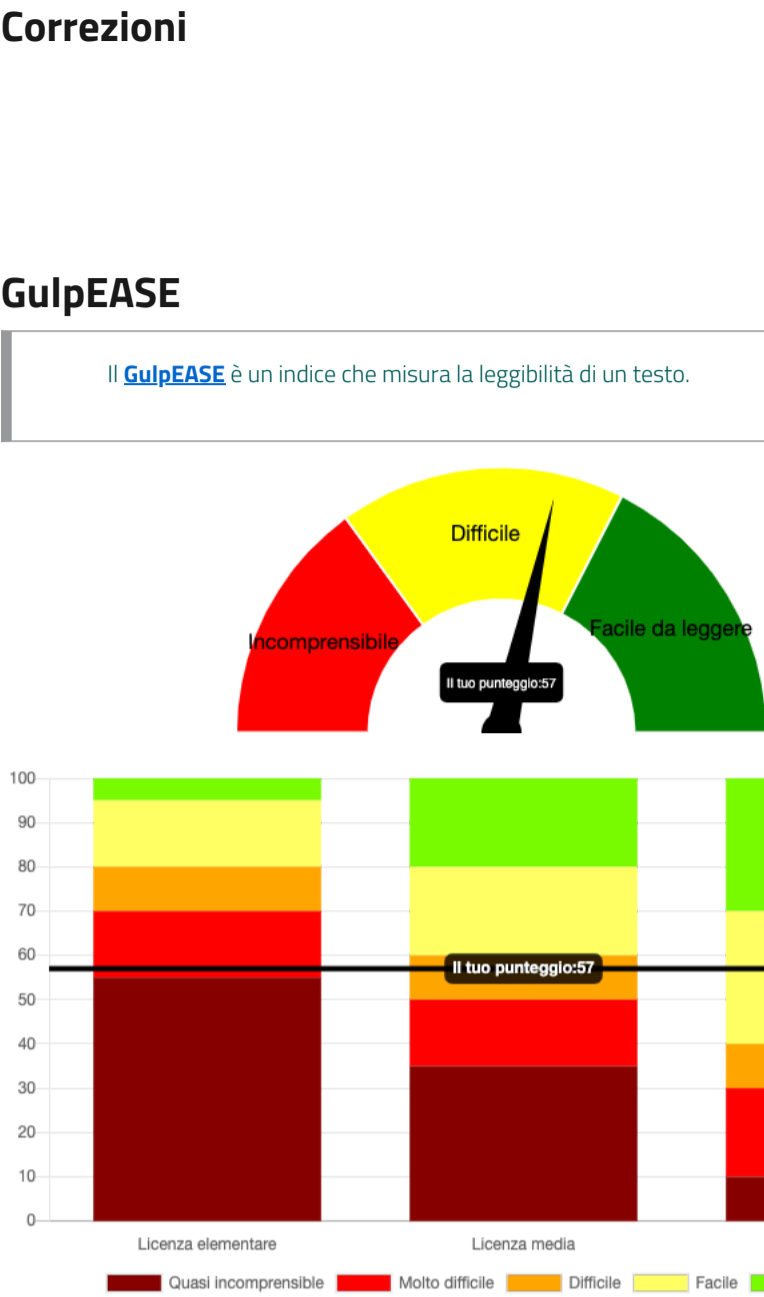 Correzioni
GulpEASE
Il GulpEASE è un indice che misura la leggibilità di un testo.
Difficile
Incomprensibile
Facile da leggere
Il tuo punteggio:57
100
90
80
70
60
Il tuo punteggio:57
50
40
30
20
10
0
Licenza elementare Licenza media
Quasi incomprensible Molto difficile Difficile Facile